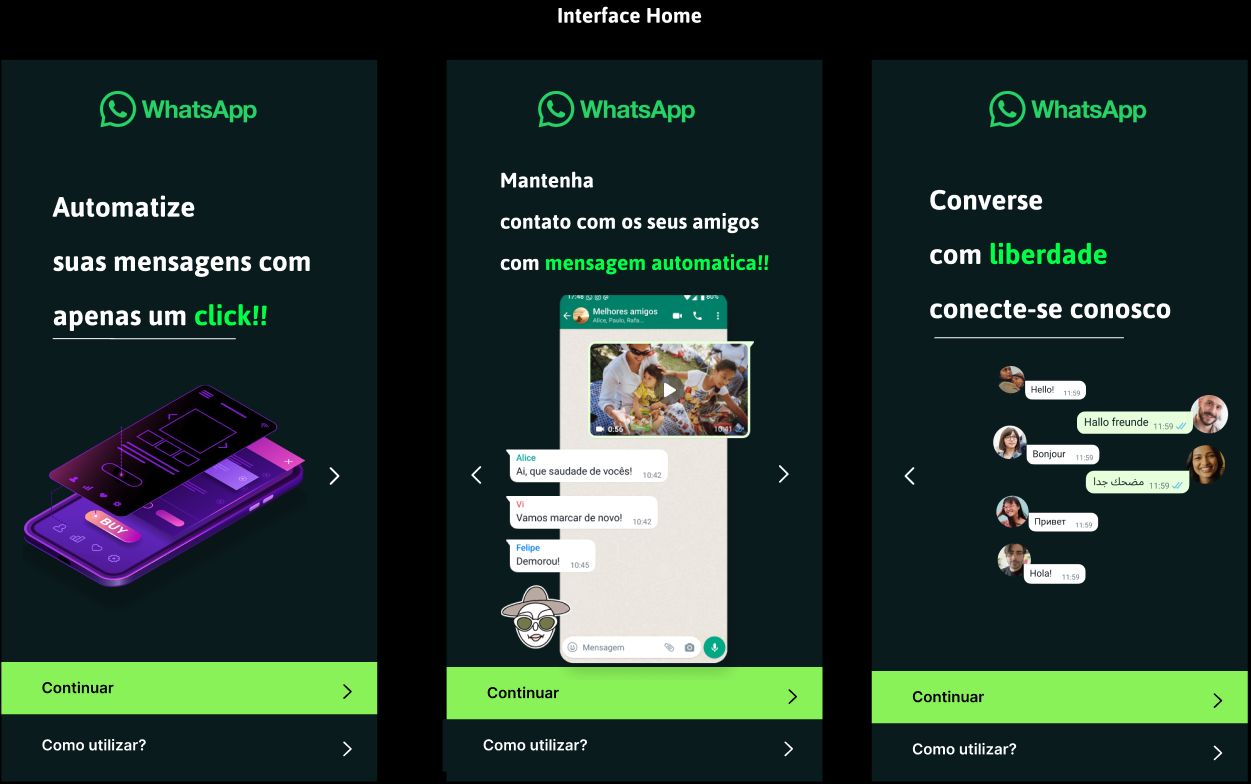 Interface Home
WhatsApp
Automatize
suas mensagens com
apenas um click!!
BUY
Continuar
Como utilizar?
WhatsApp
Mantenha
contato com os seus amigos
com mensagem automatica!!
17:48 80%
Melhores amigos
Alice, Paulo, Rafa...
0:56 10:41
Alice
Ai, que saudade de vocês! 10:42
Vi
Vamos marcar de novo! 10:42
Felipe
Demorou! 10:45
Mensagem
Continuar
Como utilizar?
WhatsApp
Converse
com liberdade
conecte-se conosco
Hello! 11:59
Hallo freunde 11:59
Bonjour 11:59
مضحك جدا 11:59
Привет 11:59
Hola! 11:59
Continuar
Como utilizar?